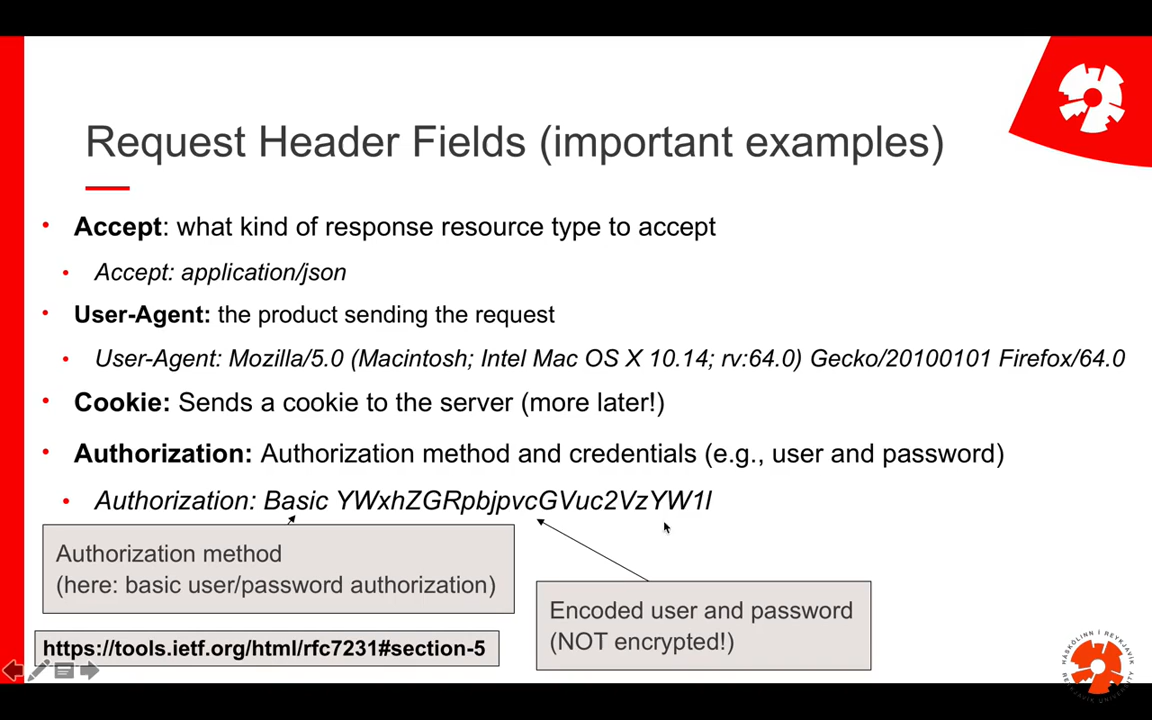 Request Header Fields (important examples)
• Accept: what kind of response resource type to accept
• Accept: application/json
• User-Agent: the product sending the request
• User-Agent: Mozilla/5.0 (Macintosh; Intel Mac OS X 10.14; rv:64.0) Gecko/20100101 Firefox/64.0
• Cookie: Sends a cookie to the server (more later!)
• Authorization: Authorization method and credentials (e.g., user and password)
• Authorization: Basic YWxhZGRpbjpvcGVuc2VzYW1l
Authorization method
(here: basic user/password authorization)
Encoded user and password
(NOT encrypted!)
https://tools.ietf.org/html/rfc7231#section-5
HÁSKÓLINN Í REYKJAVÍK
REYKJAVIK UNIVERSITY